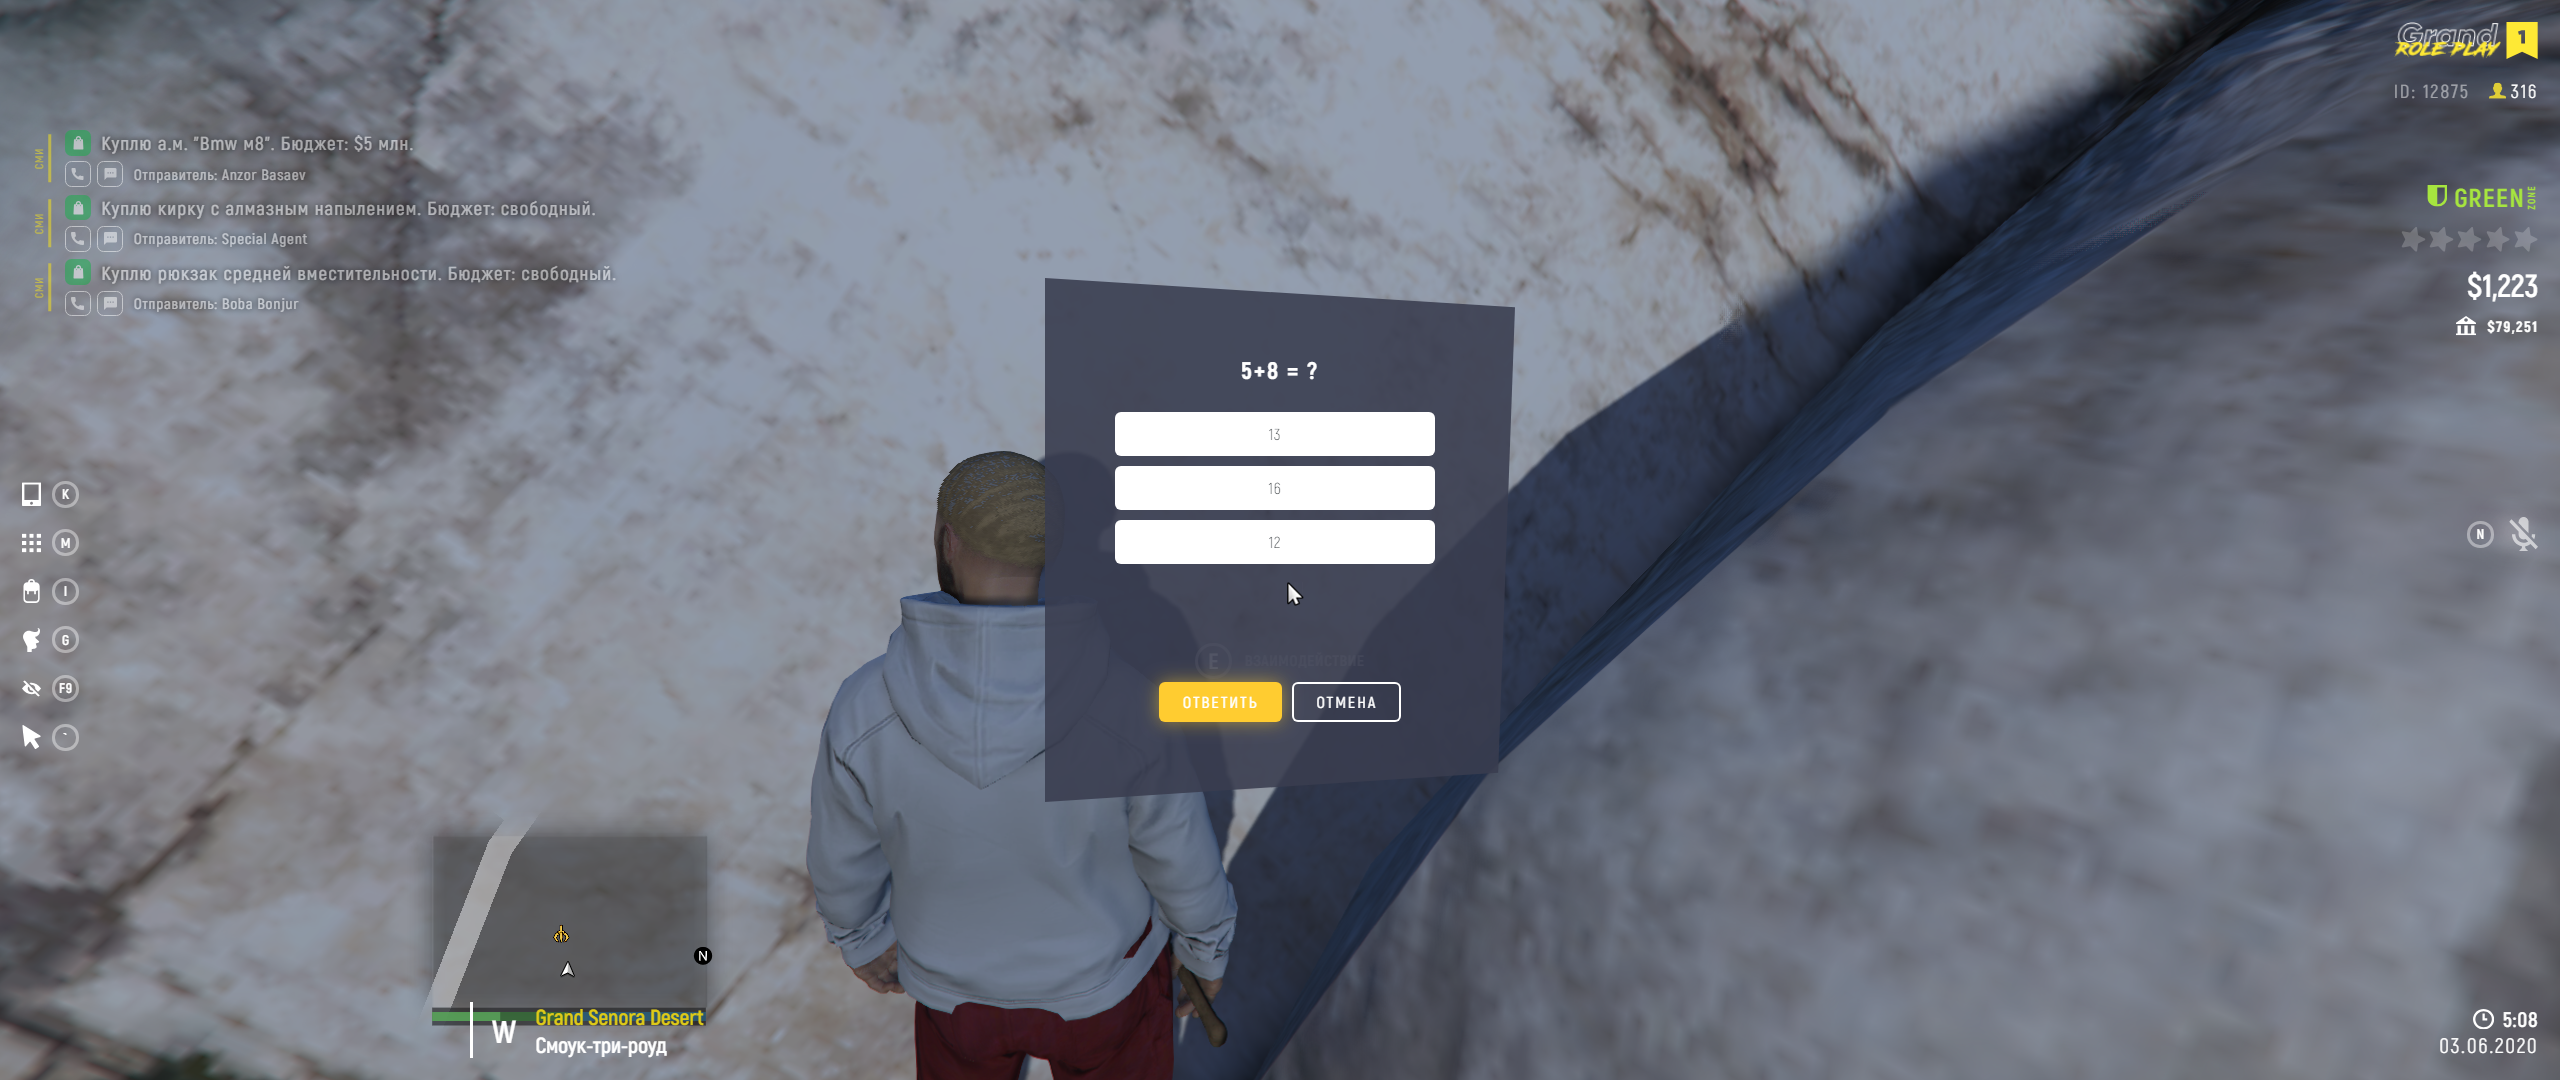 Grand
ROLE PLAY
1
ID: 12875
316
СМИ
Куплю а.м. "Bmw м8". Бюджет: $5 млн.
Отправитель: Anzor Basaev
СМИ
Куплю кирку с алмазным напылением. Бюджет: свободный.
Отправитель: Special Agent
СМИ
Куплю рюкзак средней вместительности. Бюджет: свободный.
Отправитель: Boba Bonjur
GREEN ZONE
$1,223
$79,251
5+8 = ?
13
16
12
E ВЗАИМОДЕЙСТВИЕ
ОТВЕТИТЬ
ОТМЕНА
K
M
I
G
F9
`
N
N
W
Grand Senora Desert
Смоук-три-роуд
5:08
03.06.2020